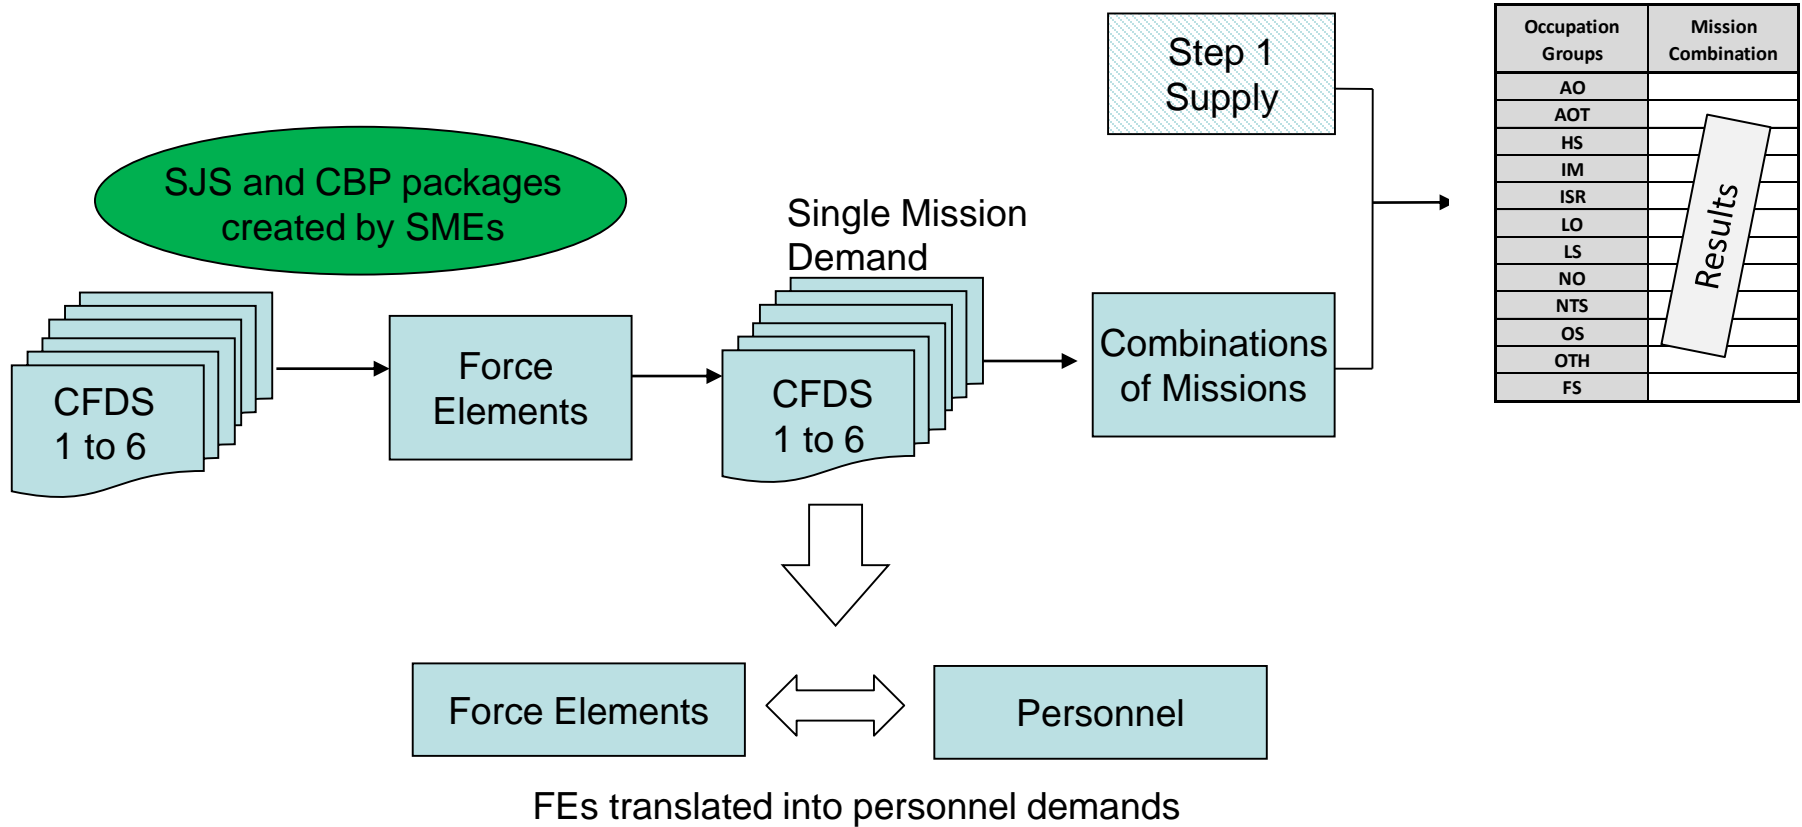 Step 1
Supply
Occupation
Groups
Mission
Combination
AO
AOT
HS
IM
ISR
LO
LS
NO
NTS
OS
OTH
FS
Results
SJS and CBP packages
created by SMEs
Single Mission
Demand
CFDS
1 to 6
Force
Elements
CFDS
1 to 6
Combinations
of Missions
Force Elements
Personnel
FEs translated into personnel demands